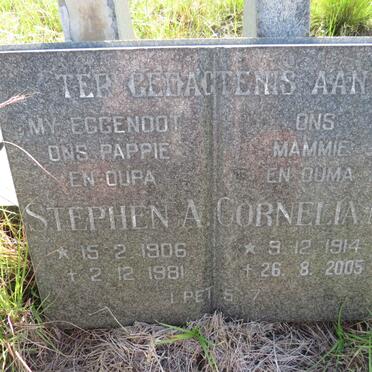 TER GEDAGTENIS AAN
MY EGGENOOT
ONS PAPPIE
EN OUPA
STEPHEN A.
* 15·2·1906
+ 2·12·1981
ONS
MAMMIE
EN OUMA
CORNELIA
* 9·12·1914
+ 26·8·2005
I PET 5:7